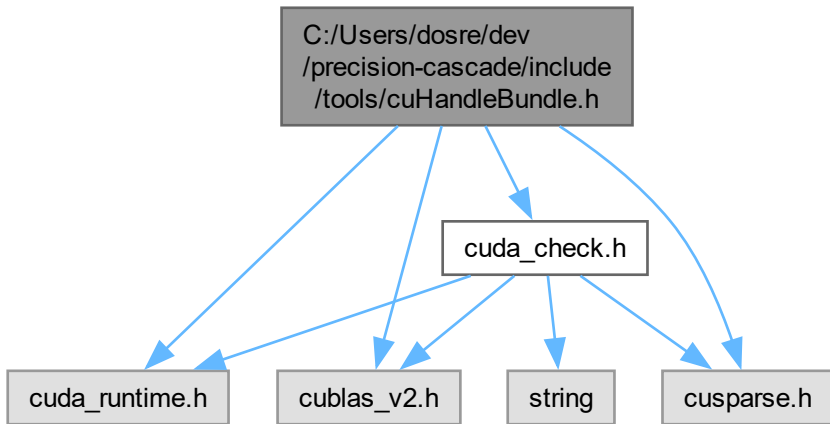 C:/Users/dosre/dev
/precision-cascade/include
/tools/cuHandleBundle.h
cuda_check.h
cuda_runtime.h
cublas_v2.h
string
cusparse.h